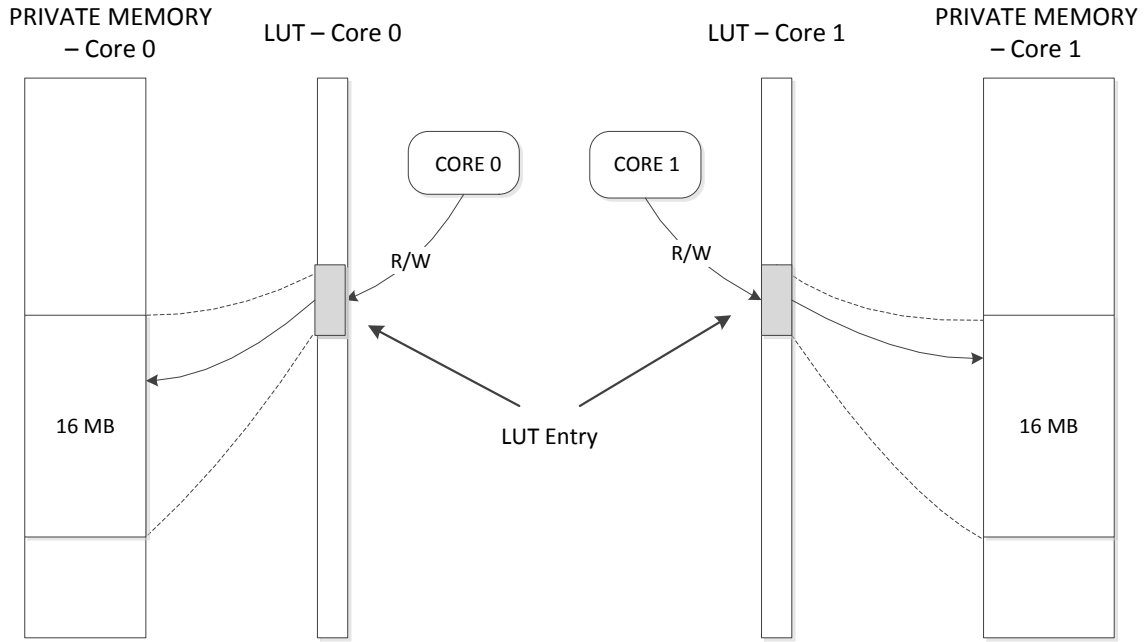 PRIVATE MEMORY
– Core 0
LUT – Core 0
LUT – Core 1
PRIVATE MEMORY
– Core 1
CORE 0
CORE 1
R/W
R/W
16 MB
LUT Entry
16 MB